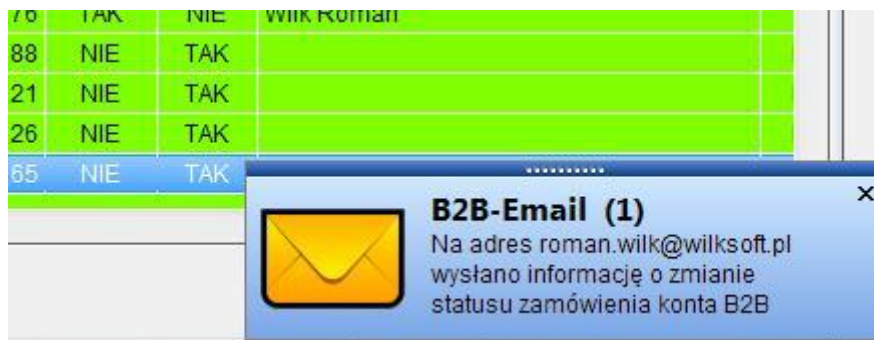 76 TAK NIE Wilk Roman
88 NIE TAK
21 NIE TAK
26 NIE TAK
65 NIE TAK
B2B-Email (1)
Na adres roman.wilk@wilksoft.pl
wysłano informację o zmianie
statusu zamówienia konta B2B